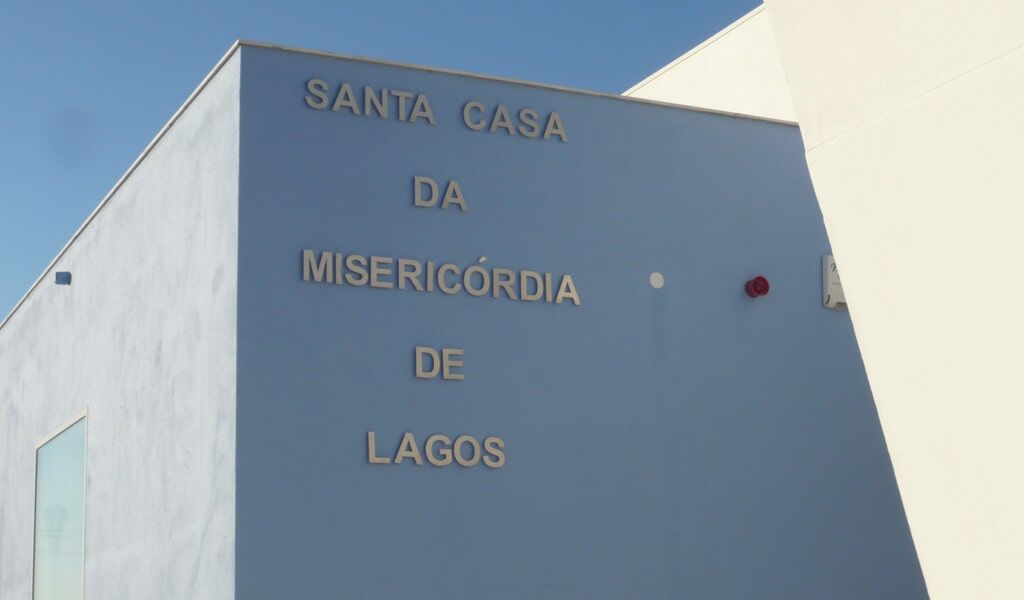 SANTA CASA
DA
MISERICÓRDIA
DE
LAGOS